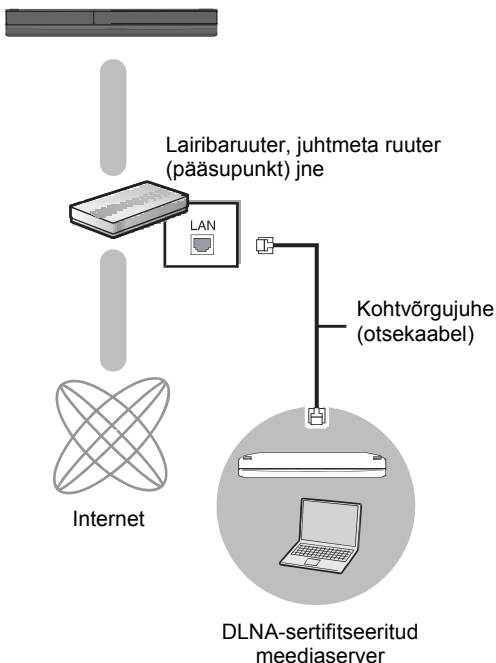 Lairibaruuter, juhtmeta ruuter
(pääsupunkt) jne
LAN
Kohtvõrgujuhe
(otsekaabel)
Internet
DLNA-sertifitseeritud
meediaserver